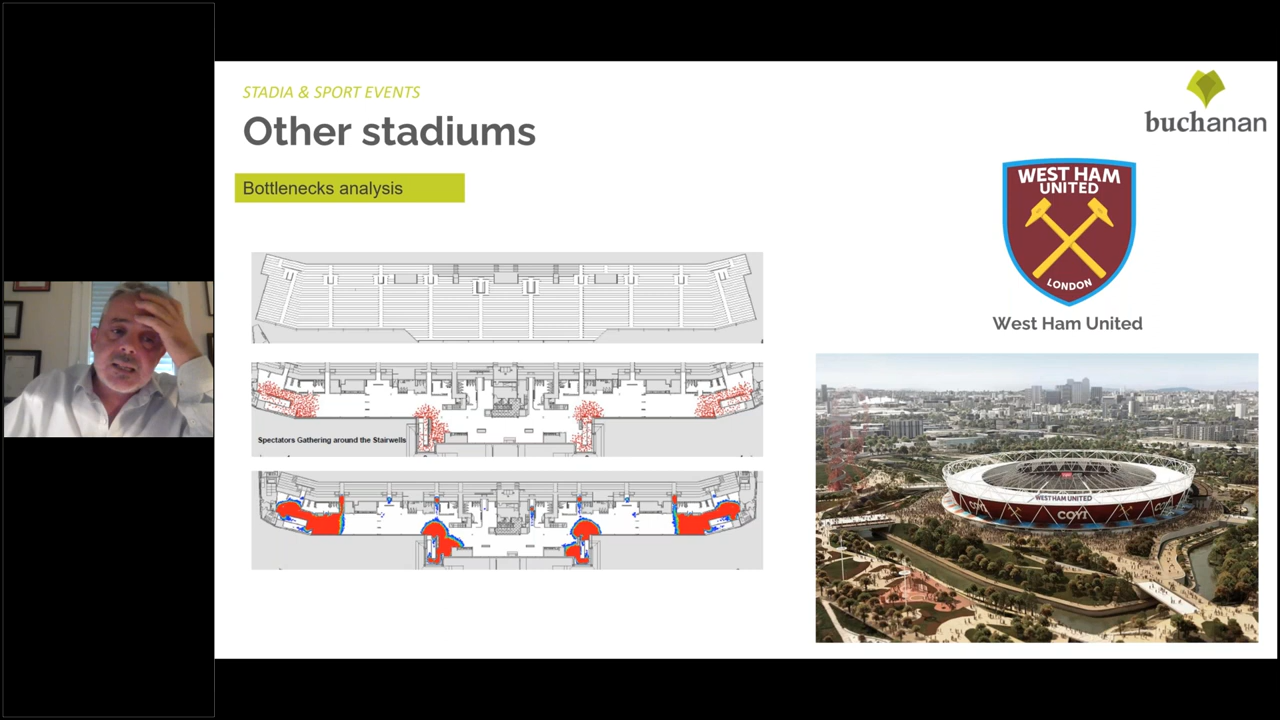 STADIA & SPORT EVENTS
Other stadiums
Bottlenecks analysis
buchanan
WEST HAM
UNITED
LONDON
West Ham United
Spectators Gathering around the Stairwells
WEST HAM UNITED
COYI